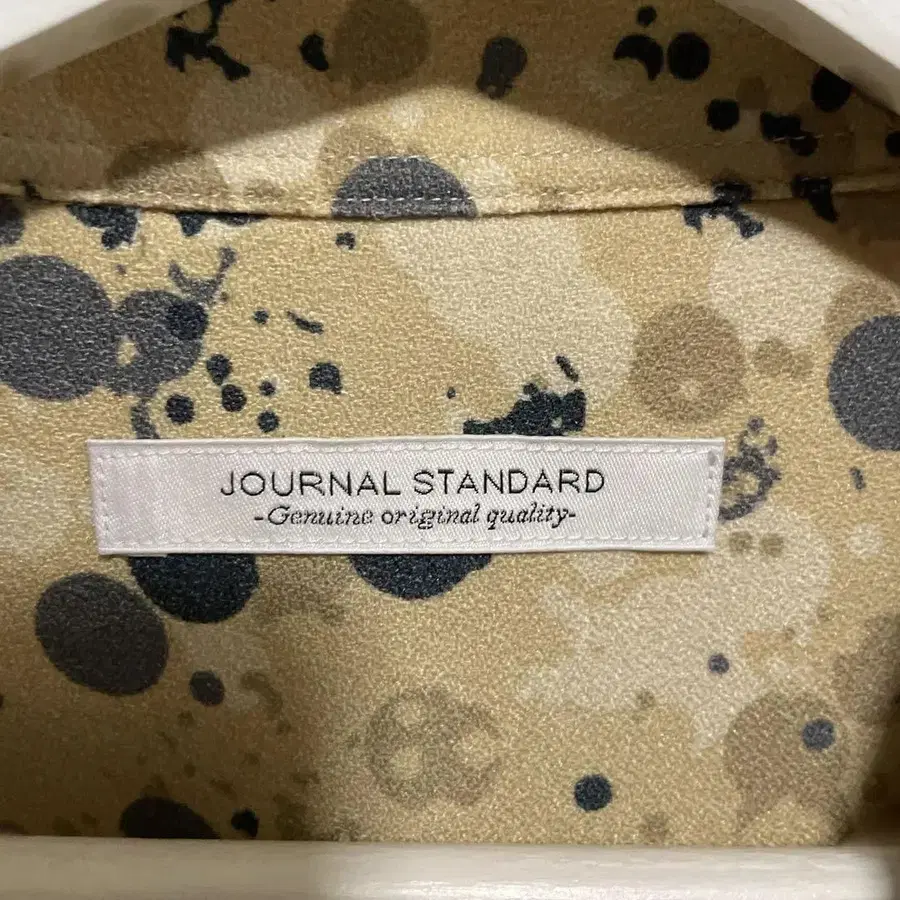 JOURNAL STANDARD
-Genuine original quality-